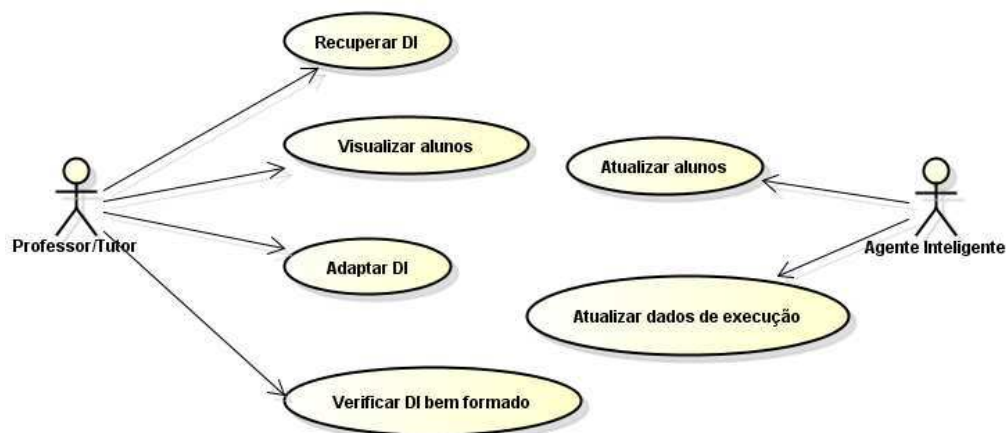 Recuperar DI
Visualizar alunos
Atualizar alunos
Professor/Tutor
Agente Inteligente
Adaptar DI
Atualizar dados de execução
Verificar DI bem formado